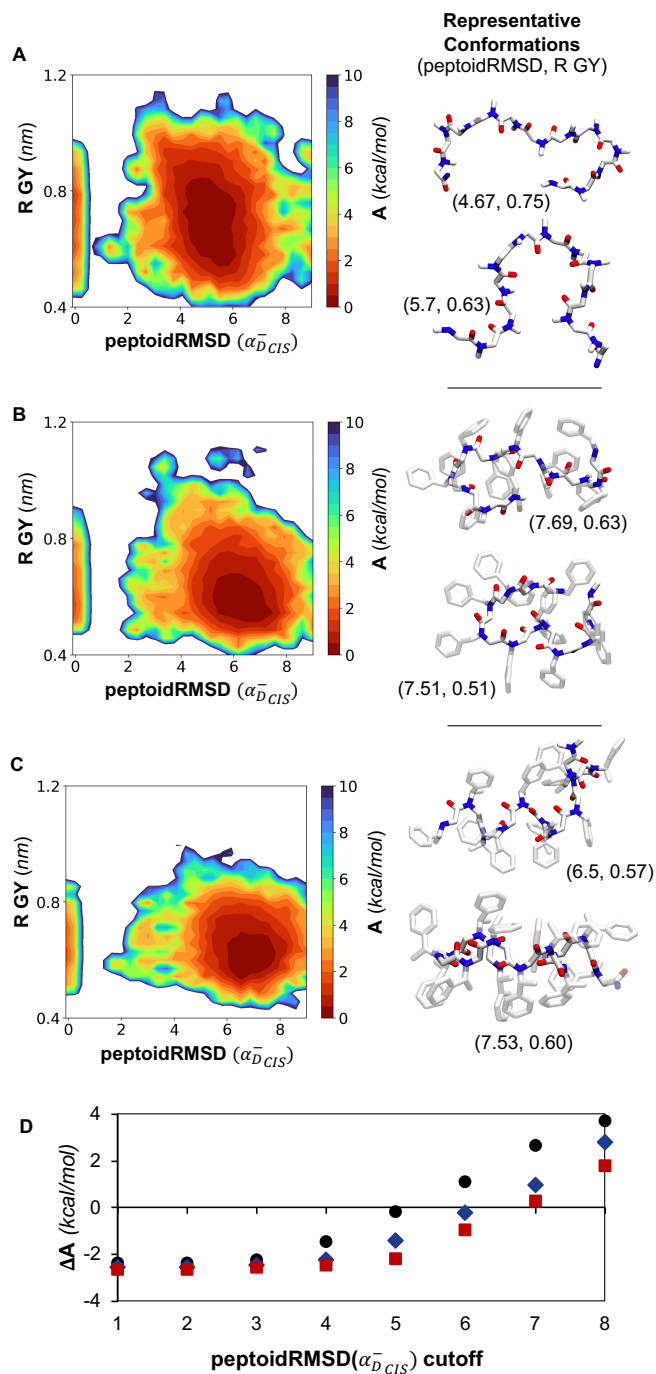 Representative
Conformations
(peptoidRMSD, R GY)
A
1.2
0.8
0.4
R GY (nm)
0 2 4 6 8
peptoidRMSD (α⁻D CIS)
10
8
6
4
2
0
A (kcal/mol)
(4.67, 0.75)
(5.7, 0.63)
B
1.2
0.8
0.4
R GY (nm)
0 2 4 6 8
peptoidRMSD (α⁻D CIS)
10
8
6
4
2
0
A (kcal/mol)
(7.69, 0.63)
(7.51, 0.51)
C
1.2
0.8
0.4
R GY (nm)
0 2 4 6 8
peptoidRMSD (α⁻D CIS)
10
8
6
4
2
0
A (kcal/mol)
(6.5, 0.57)
(7.53, 0.60)
D
4
2
0
-2
-4
ΔA (kcal/mol)
1 2 3 4 5 6 7 8
peptoidRMSD(α⁻D CIS) cutoff